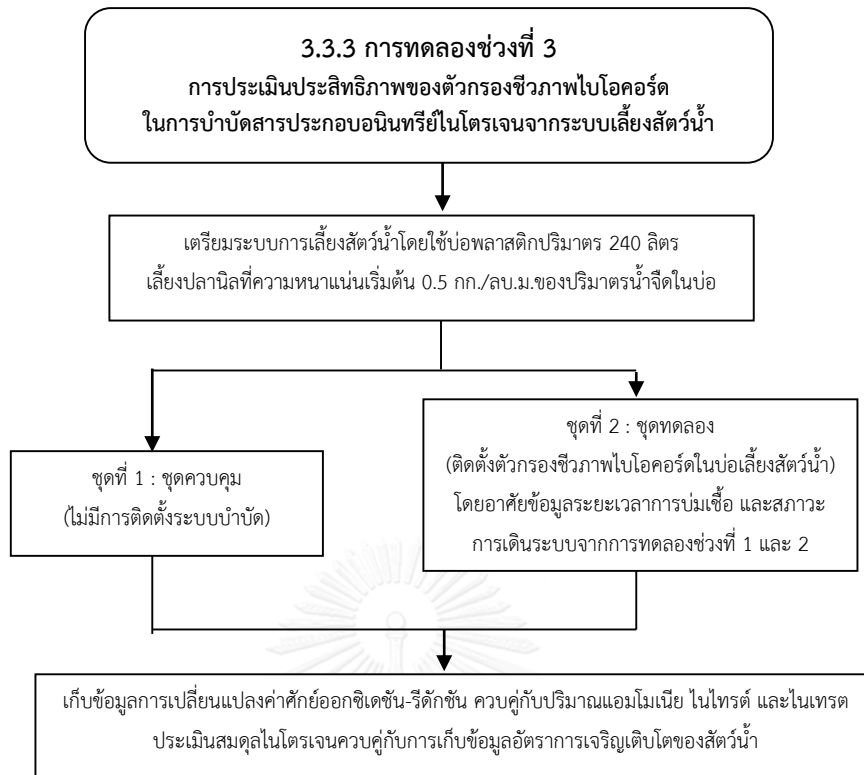 3.3.3 การทดลองช่วงที่ 3
การประเมินประสิทธิภาพของตัวกรองชีวภาพไบโอคอร์ด
ในการบำบัดสารประกอบอนินทรีย์ไนโตรเจนจากระบบเลี้ยงสัตว์น้ำ
เตรียมระบบการเลี้ยงสัตว์น้ำโดยใช้บ่อพลาสติกปริมาตร 240 ลิตร
เลี้ยงปลานิลที่ความหนาแน่นเริ่มต้น 0.5 กก./ลบ.ม.ของปริมาตรน้ำจืดในบ่อ
ชุดที่ 1 : ชุดควบคุม
(ไม่มีการติดตั้งระบบบำบัด)
ชุดที่ 2 : ชุดทดลอง
(ติดตั้งตัวกรองชีวภาพไบโอคอร์ดในบ่อเลี้ยงสัตว์น้ำ)
โดยอาศัยข้อมูลระยะเวลาการบ่มเชื้อ และสภาวะ
การเดินระบบจากการทดลองช่วงที่ 1 และ 2
เก็บข้อมูลการเปลี่ยนแปลงค่าศักย์ออกซิเดชัน-รีดักชัน ควบคู่กับปริมาณแอมโมเนีย ไนไทรต์ และไนเทรต
ประเมินสมดุลไนโตรเจนควบคู่กับการเก็บข้อมูลอัตราการเจริญเติบโตของสัตว์น้ำ